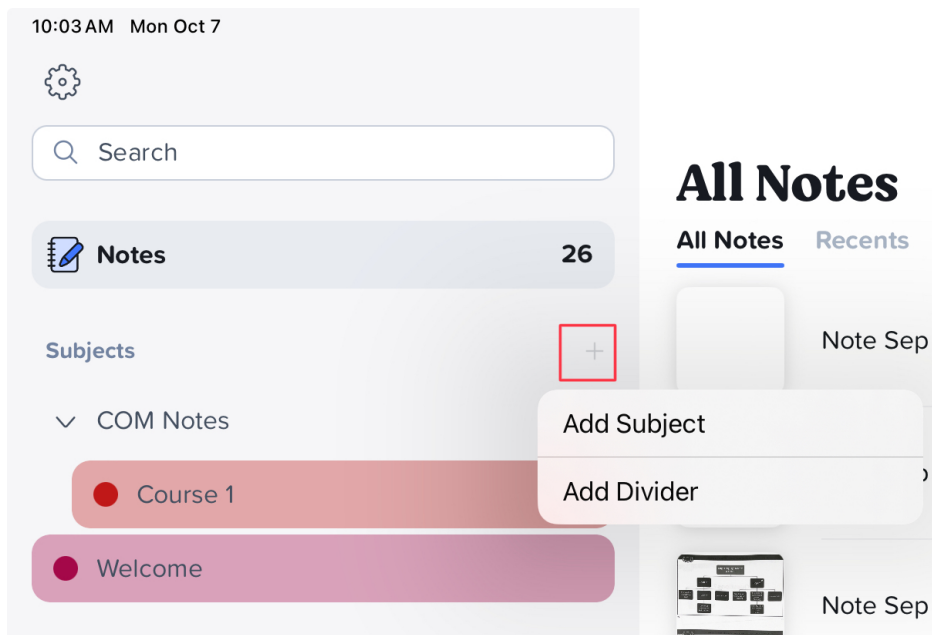 10:03 AM Mon Oct 7
Search
Notes 26
Subjects
COM Notes
Course 1
Welcome
All Notes
All Notes Recents
Note Sep
Add Subject
Add Divider
Note Sep